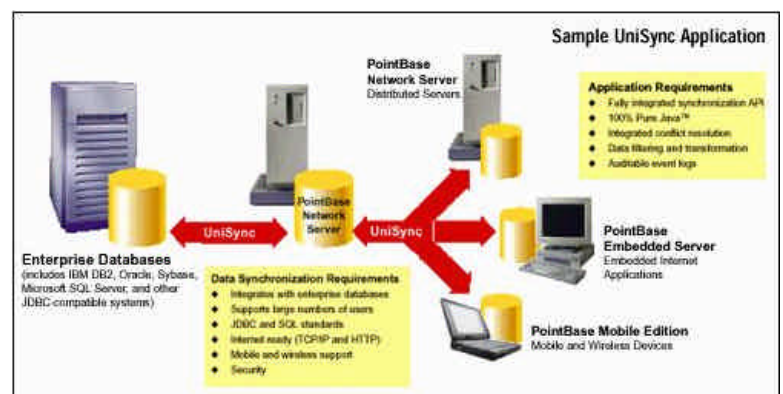 Sample UniSync Application
PointBase
Network Server
Distributed Servers
Application Requirements
◆ Fully integrated synchronization API
◆ 100% Pure Java™
◆ Integrated conflict resolution
◆ Data filtering and transformation
◆ Auditable event logs
PointBase
Network
Server
UniSync
UniSync
Enterprise Databases
(includes IBM DB2, Oracle, Sybase,
Microsoft SQL Server, and other
JDBC-compatible systems)
PointBase
Embedded Server
Embedded Internet
Applications
Data Synchronization Requirements
◆ Integrates with enterprise databases
◆ Supports large numbers of users
◆ JDBC and SQL standards
◆ Internet ready (TCP/IP and HTTP)
◆ Mobile and wireless support
◆ Security
PointBase Mobile Edition
Mobile and Wireless Devices